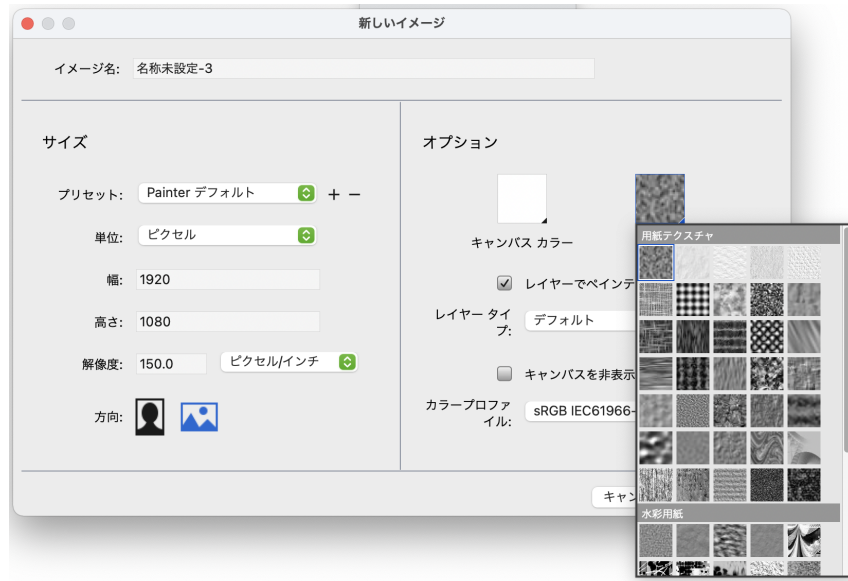 新しいイメージ
イメージ名: 名称未設定-3
サイズ
プリセット: Painter デフォルト + −
単位: ピクセル
幅: 1920
高さ: 1080
解像度: 150.0 ピクセル/インチ
方向:
オプション
キャンバス カラー
レイヤーでペインテ
レイヤー タイ
プ: デフォルト
キャンバスを非表示
カラープロファ
イル: sRGB IEC61966-
キャン
用紙テクスチャ
水彩用紙